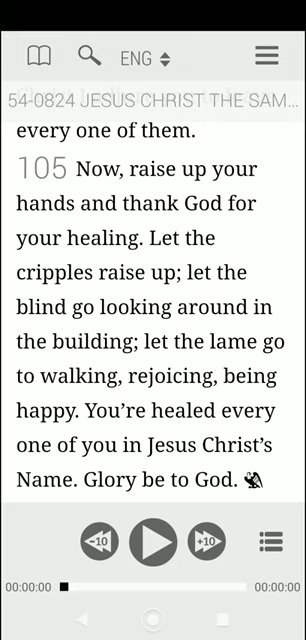 ENG
54-0824 JESUS CHRIST THE SAM...
every one of them.
105 Now, raise up your
hands and thank God for
your healing. Let the
cripples raise up; let the
blind go looking around in
the building; let the lame go
to walking, rejoicing, being
happy. You’re healed every
one of you in Jesus Christ’s
Name. Glory be to God.
-10 +10
00:00:00 00:00:00